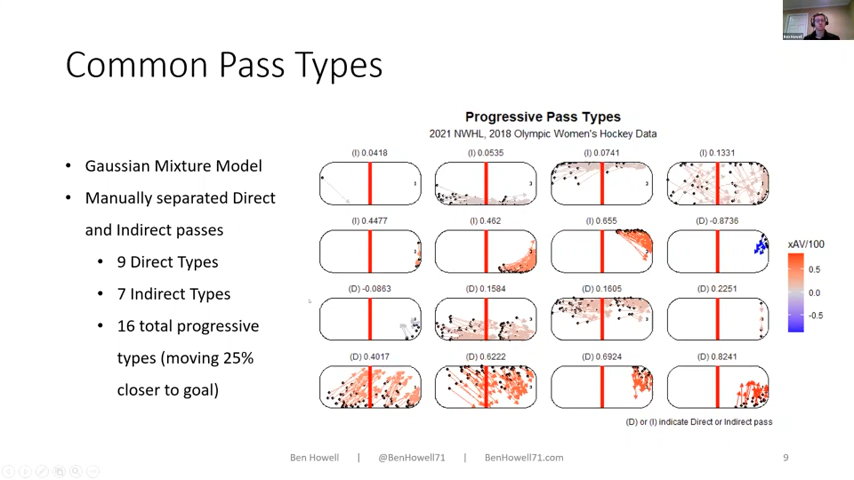 Common Pass Types
• Gaussian Mixture Model
• Manually separated Direct
and Indirect passes
• 9 Direct Types
• 7 Indirect Types
• 16 total progressive
types (moving 25%
closer to goal)
Progressive Pass Types
2021 NWHL, 2018 Olympic Women's Hockey Data
(I) 0.0418
(I) 0.0535
(I) 0.0741
(I) 0.1331
(I) 0.4477
(I) 0.462
(I) 0.655
(D) -0.8736
(D) -0.0863
(D) 0.1584
(D) 0.1605
(D) 0.2251
(D) 0.4017
(D) 0.6222
(D) 0.6924
(D) 0.8241
xAV/100
0.5
0.0
-0.5
(D) or (I) indicate Direct or Indirect pass
Ben Howell | @BenHowell71 | BenHowell71.com
9
Ben Howell